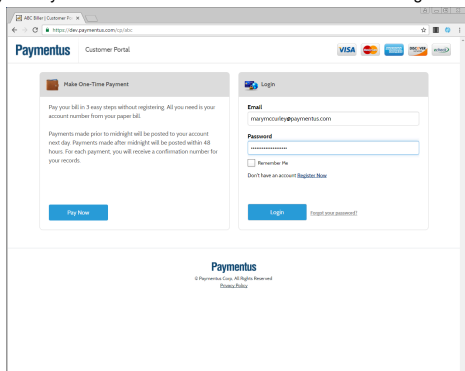 ABC Biller | Customer Po
https://dev.paymentus.com/cp/abc
Paymentus
Customer Portal
VISA
DISCOVER
echeck
Make One-Time Payment
Pay your bill in 3 easy steps without registering. All you need is your
account number from your paper bill.
Payments made prior to midnight will be posted to your account
next day. Payments made after midnight will be posted within 48
hours. For each payment, you will receive a confirmation number for
your records.
Pay Now
Login
Email
marymccurley@paymentus.com
Password
Remember Me
Don't have an account Register Now
Login
Forgot your password?
Paymentus
© Paymentus Corp. All Rights Reserved
Privacy Policy